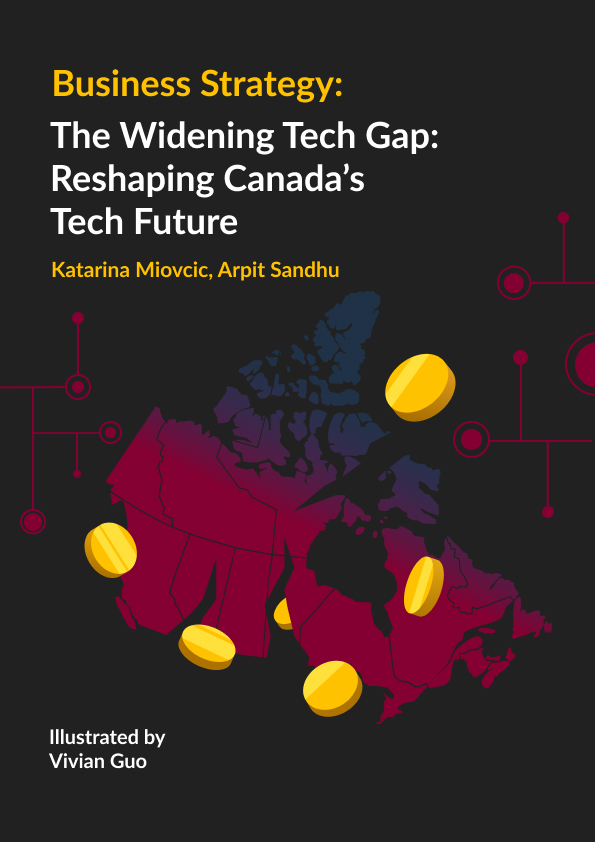 Business Strategy:
The Widening Tech Gap:
Reshaping Canada’s
Tech Future
Katarina Miovcic, Arpit Sandhu
Illustrated by
Vivian Guo